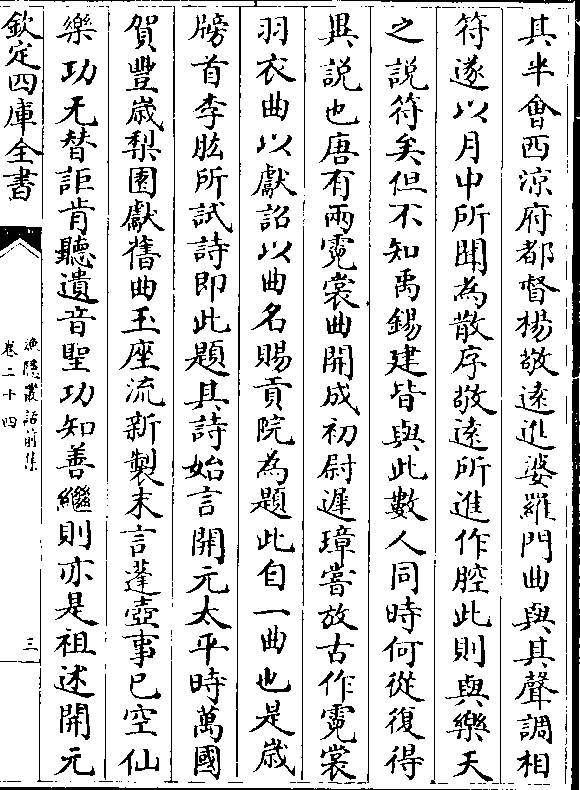 其半會西涼府都督楊敬遠進婆羅門曲與其聲調相
符遂以月中所聞為散序敬遠所進作腔此則與樂天
之説符矣但不知禹錫建皆與此數人同時何從復得
異説也唐有兩霓裳曲開成初尉遲璋嘗放古作霓裳
羽衣曲以獻詔以曲名賜貢院為題此自一曲也是歳
牓首李肱所試詩即此題其詩始言開元太平時萬國
賀豐歳梨園獻舊曲玉座流新製末言蓬壺事已空仙
樂功无替詎肯聽遺音聖功知善繼則亦是祖述開元
欽定四庫全書
漁隱叢話前集
卷二十四
三